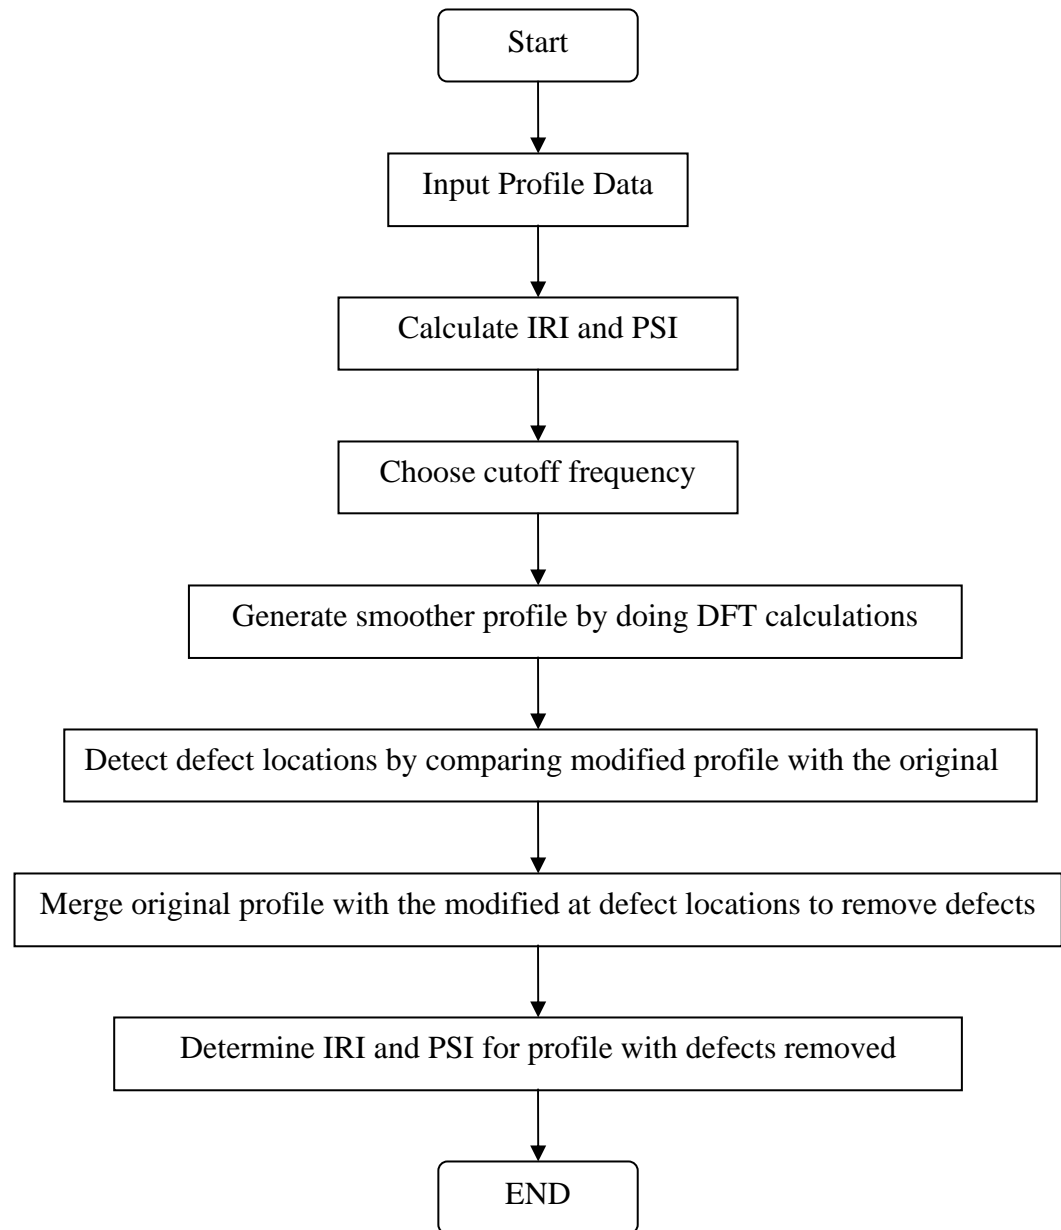 Start
Input Profile Data
Calculate IRI and PSI
Choose cutoff frequency
Generate smoother profile by doing DFT calculations
Detect defect locations by comparing modified profile with the original
Merge original profile with the modified at defect locations to remove defects
Determine IRI and PSI for profile with defects removed
END